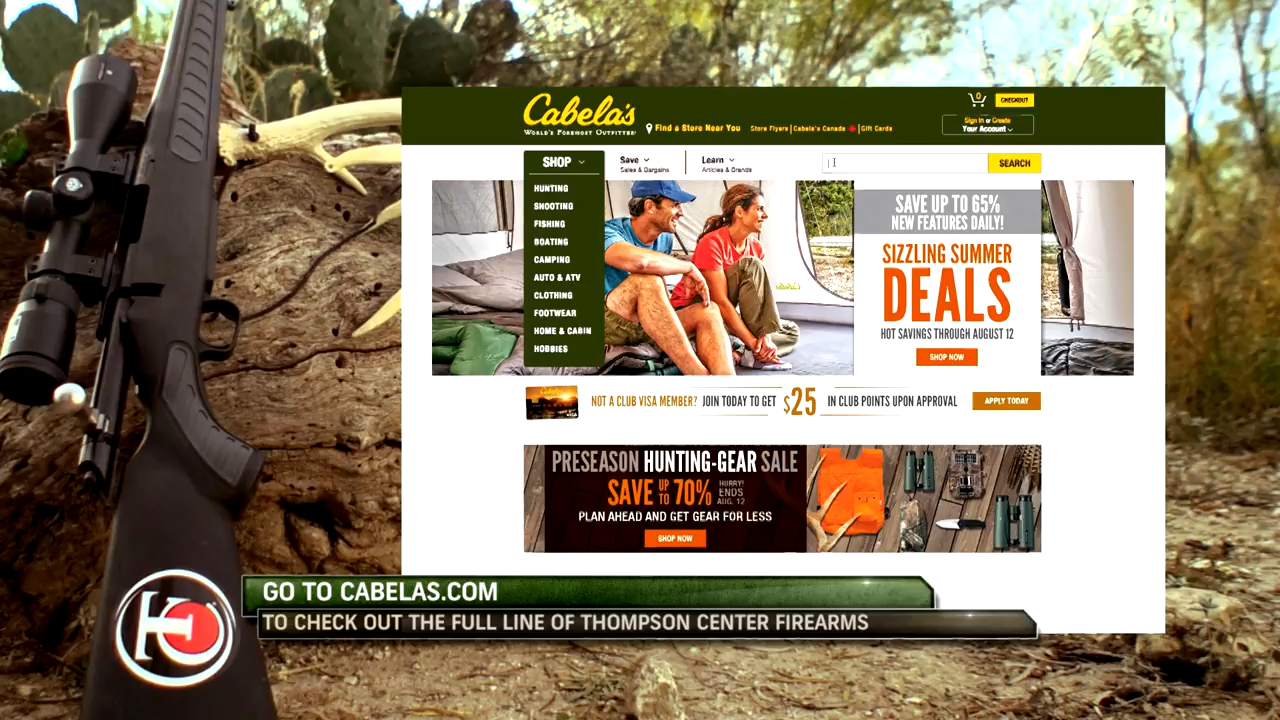 Cabela's
WORLD'S FOREMOST OUTFITTERS
Find a Store Near You
Store Flyers | Cabela's Canada | Gift Cards
0
CHECKOUT
Sign In or Create
Your Account
SHOP
Save
Sales & Bargains
Learn
Articles & Brands
SEARCH
HUNTING
SHOOTING
FISHING
BOATING
CAMPING
AUTO & ATV
CLOTHING
FOOTWEAR
HOME & CABIN
HOBBIES
Cabela's
SAVE UP TO 65%
NEW FEATURES DAILY!
SIZZLING SUMMER
DEALS
HOT SAVINGS THROUGH AUGUST 12
SHOP NOW
NOT A CLUB VISA MEMBER? JOIN TODAY TO GET $25 IN CLUB POINTS UPON APPROVAL
APPLY TODAY
PRESEASON HUNTING-GEAR SALE
SAVE UP TO 70% HURRY! ENDS AUG. 12
PLAN AHEAD AND GET GEAR FOR LESS
SHOP NOW
GO TO CABELAS.COM
TO CHECK OUT THE FULL LINE OF THOMPSON CENTER FIREARMS